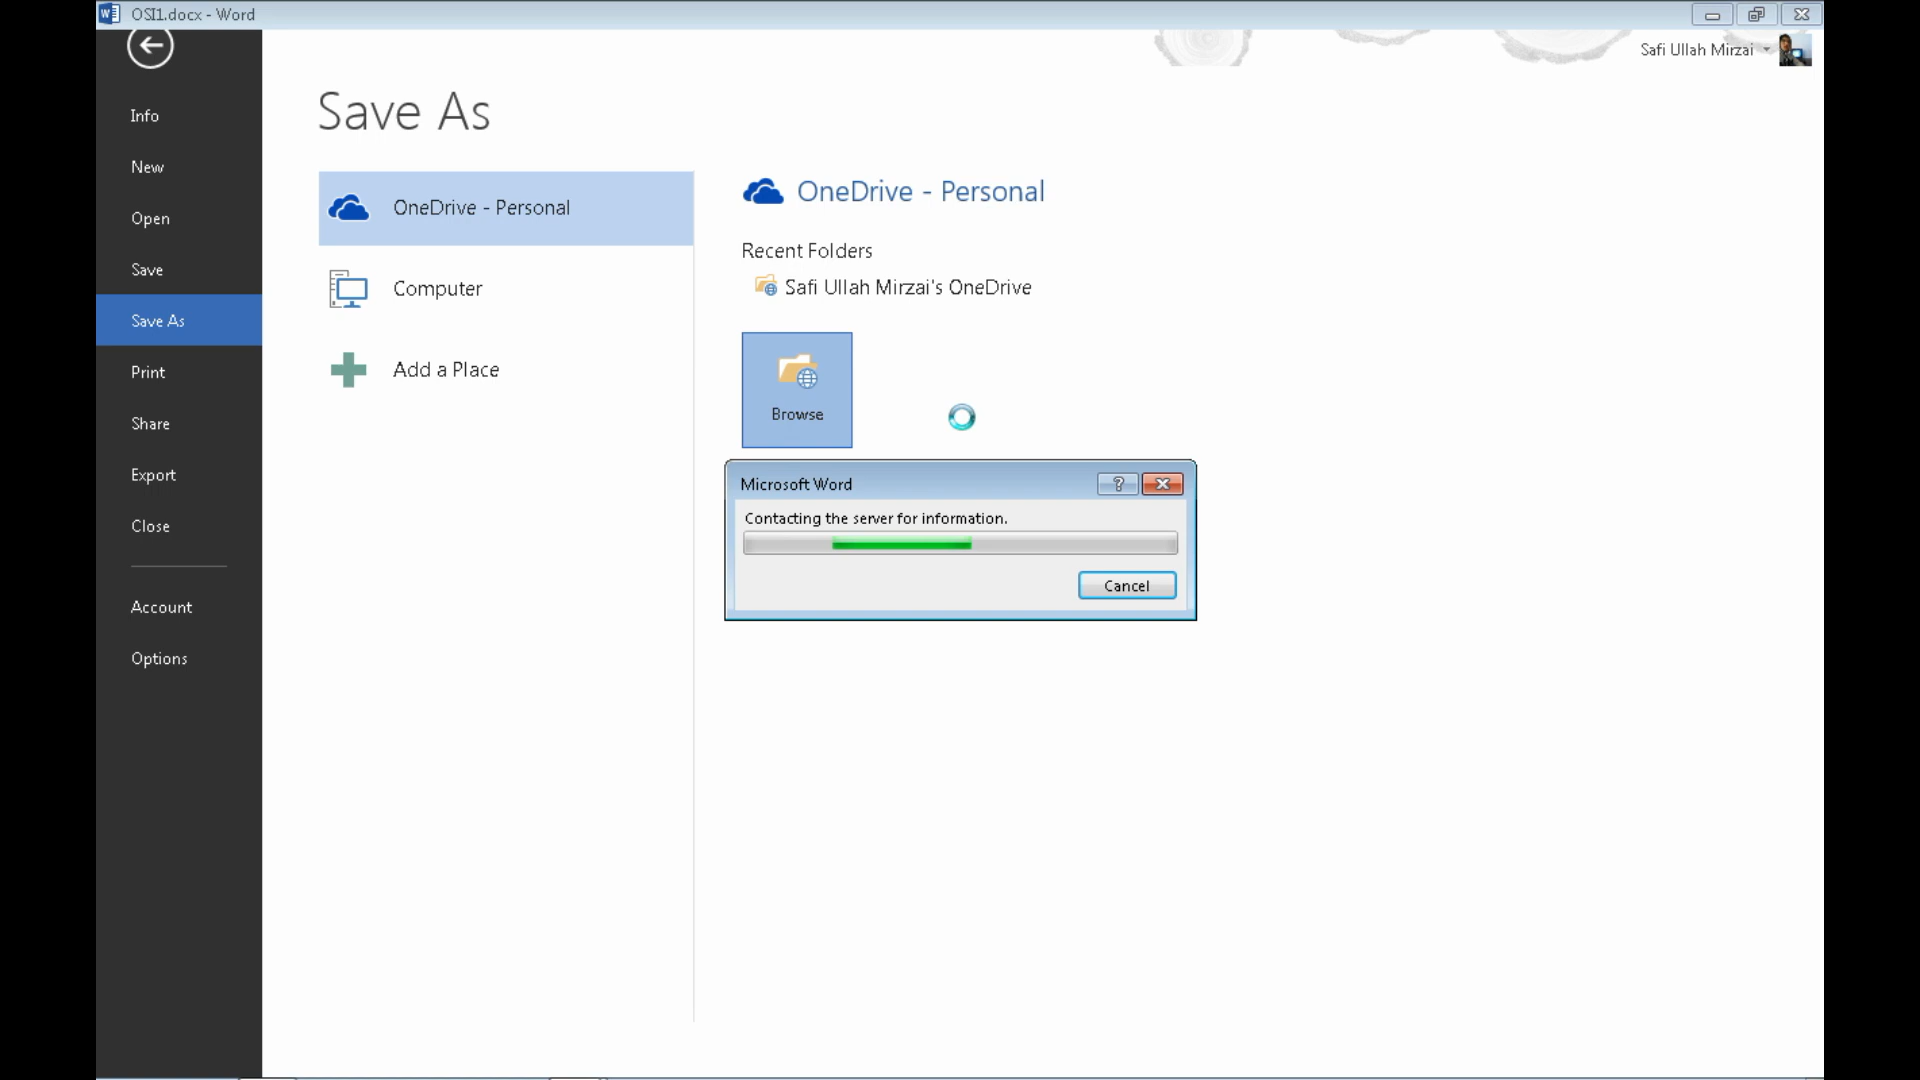 OSI1.docx - Word
Safi Ullah Mirzai
Info
New
Open
Save
Save As
Print
Share
Export
Close
Account
Options
Save As
OneDrive - Personal
Computer
Add a Place
OneDrive - Personal
Recent Folders
Safi Ullah Mirzai's OneDrive
Browse
Microsoft Word
Contacting the server for information.
Cancel